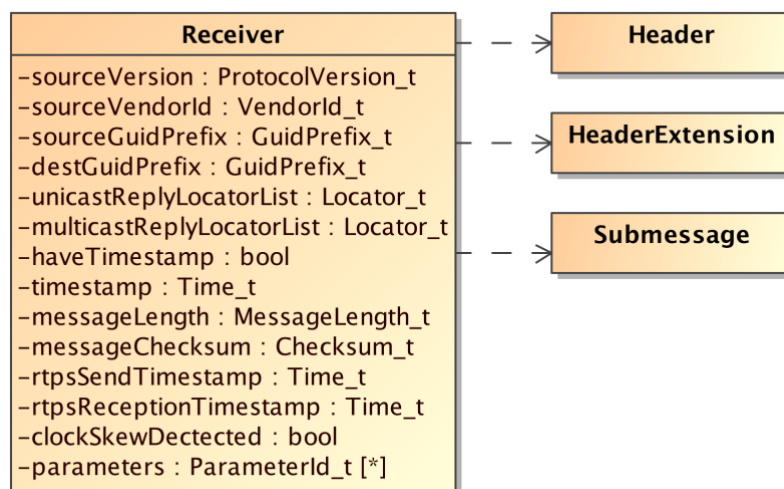 Receiver
-sourceVersion : ProtocolVersion_t
-sourceVendorId : VendorId_t
-sourceGuidPrefix : GuidPrefix_t
-destGuidPrefix : GuidPrefix_t
-unicastReplyLocatorList : Locator_t
-multicastReplyLocatorList : Locator_t
-haveTimestamp : bool
-timestamp : Time_t
-messageLength : MessageLength_t
-messageChecksum : Checksum_t
-rtpsSendTimestamp : Time_t
-rtpsReceptionTimestamp : Time_t
-clockSkewDectected : bool
-parameters : ParameterId_t [*]
Header
HeaderExtension
Submessage